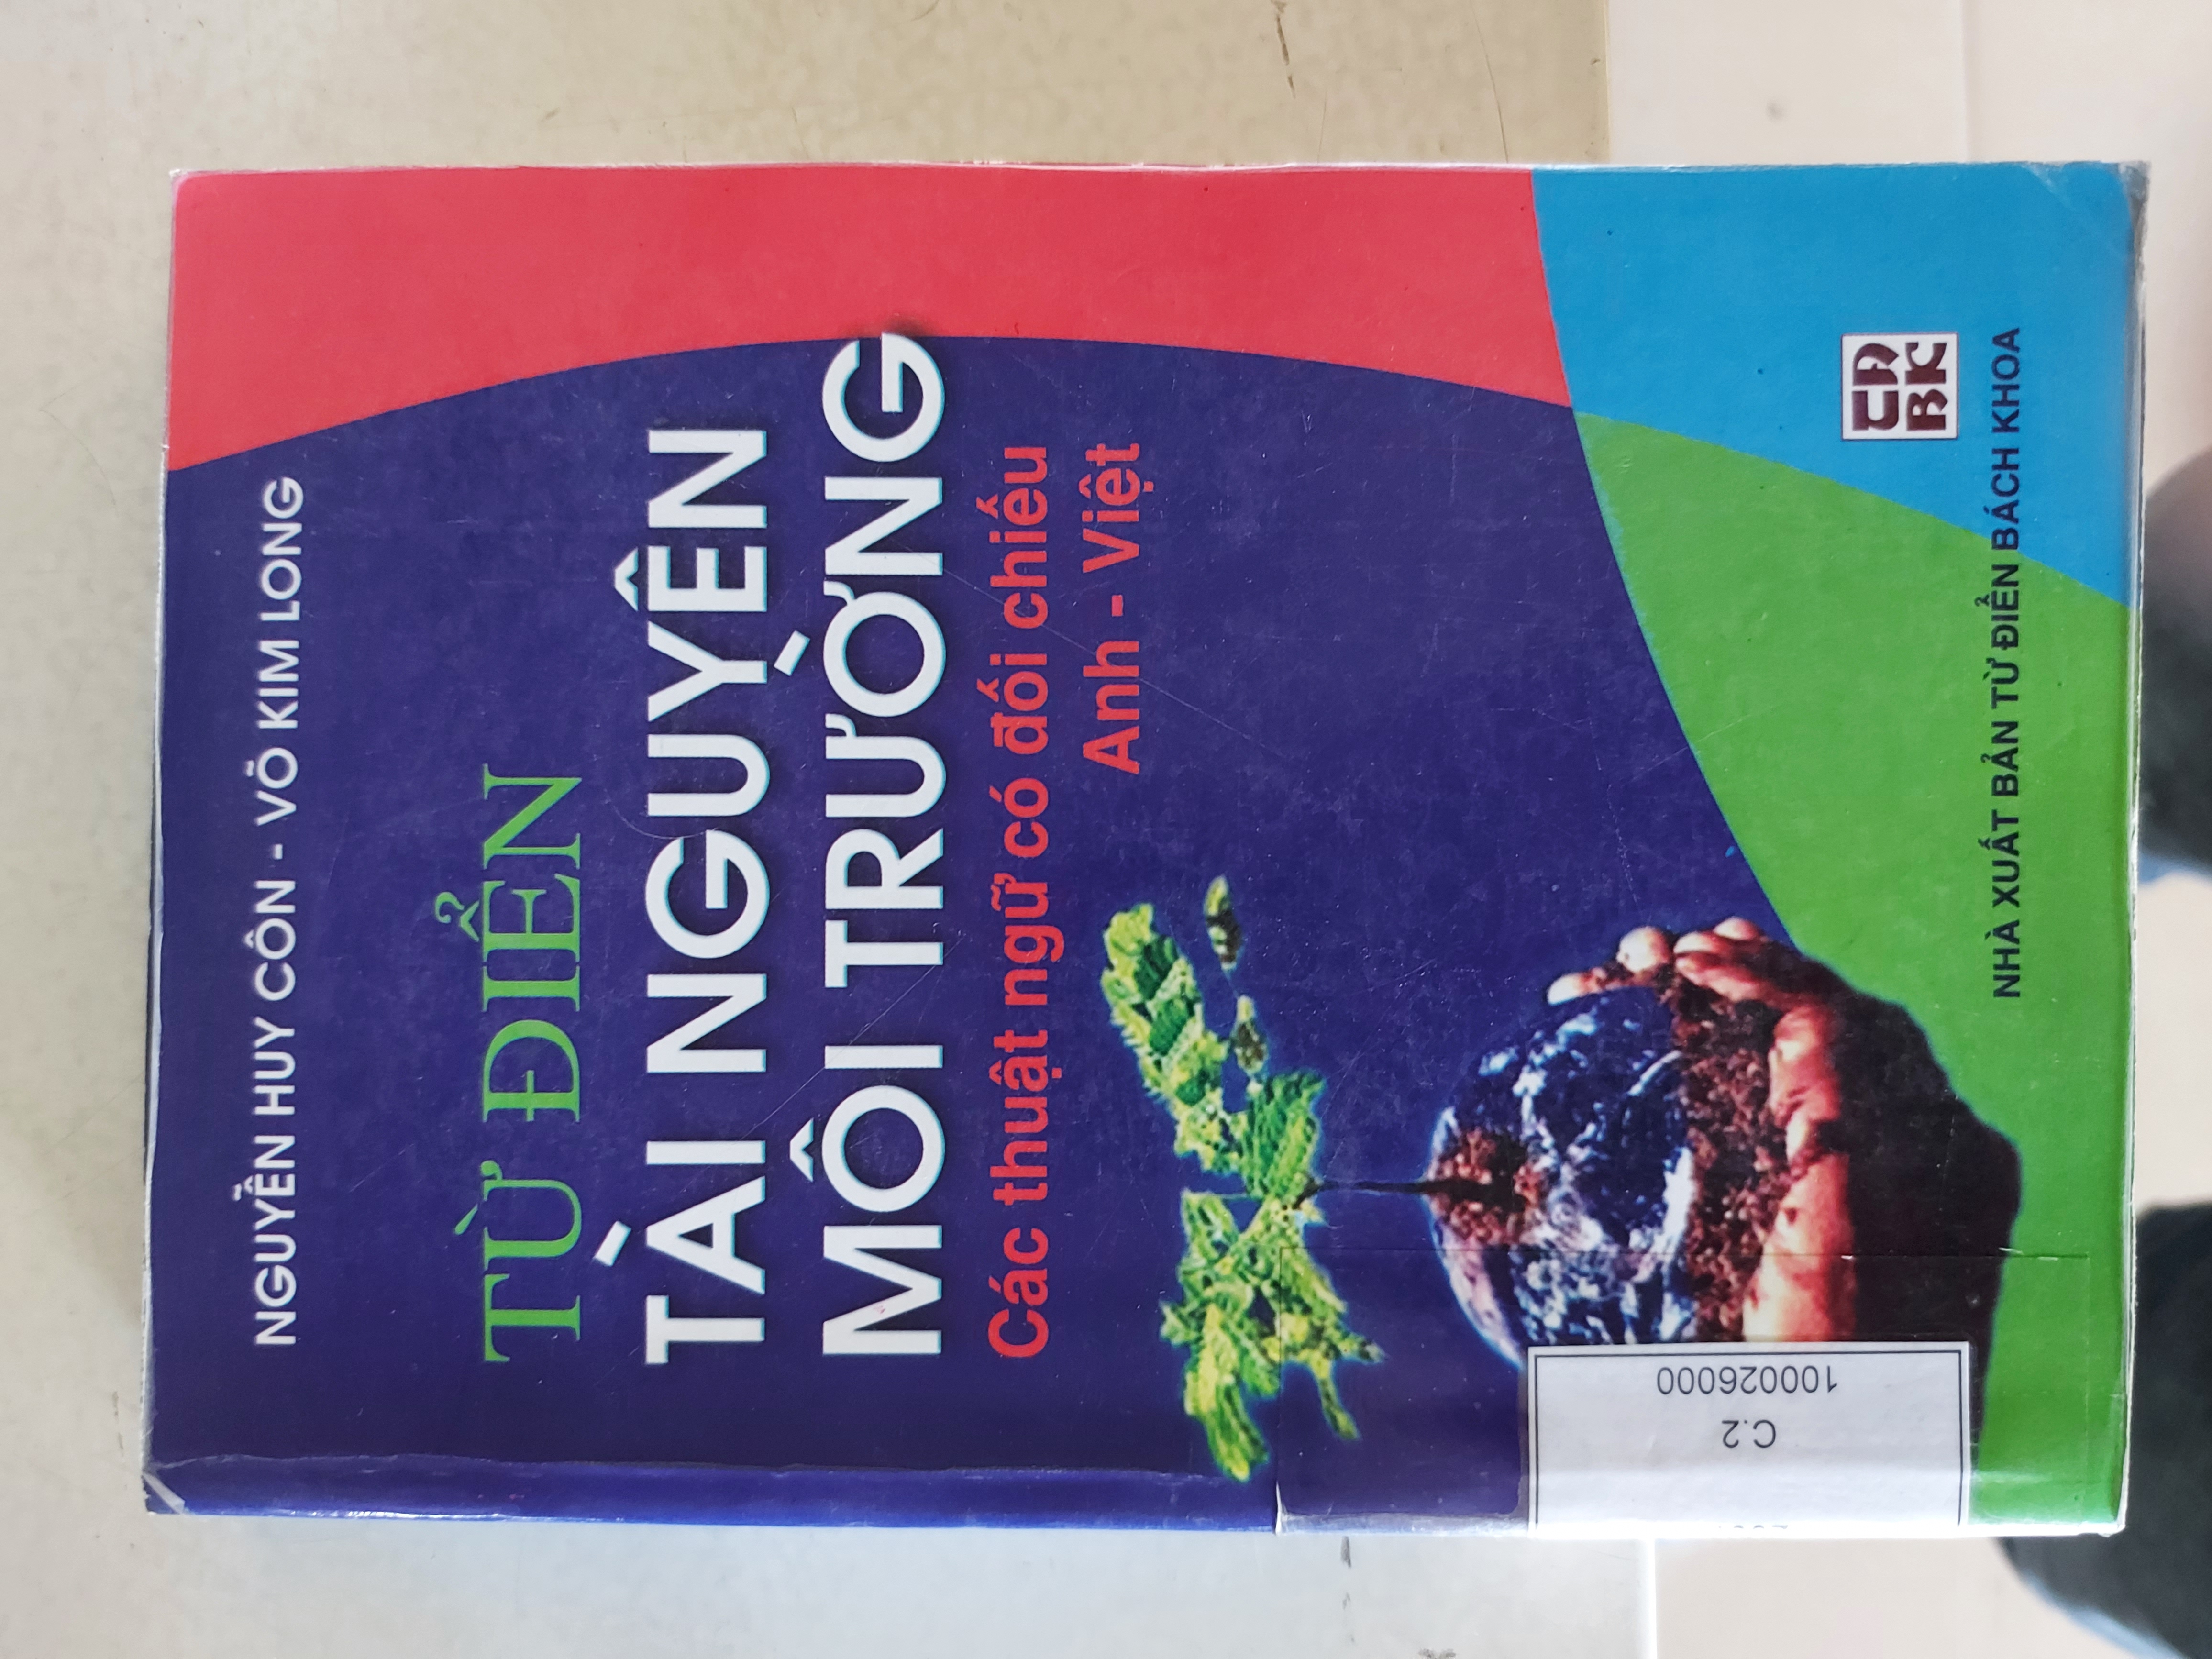 NGUYỄN HUY CÔN - VÕ KIM LONG
TỪ ĐIỂN
TÀI NGUYÊN
MÔI TRƯỜNG
Các thuật ngữ có đối chiếu
Anh - Việt
C.2
100026000
TĐ
BK
NHÀ XUẤT BẢN TỪ ĐIỂN BÁCH KHOA